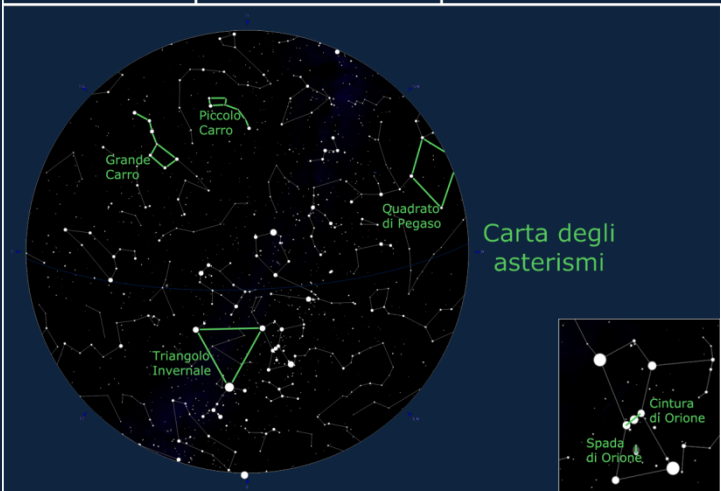 Piccolo
Carro
Grande
Carro
Quadrato
di Pegaso
Carta degli
asterismi
Triangolo
Invernale
Cintura
di Orione
Spada
di Orione